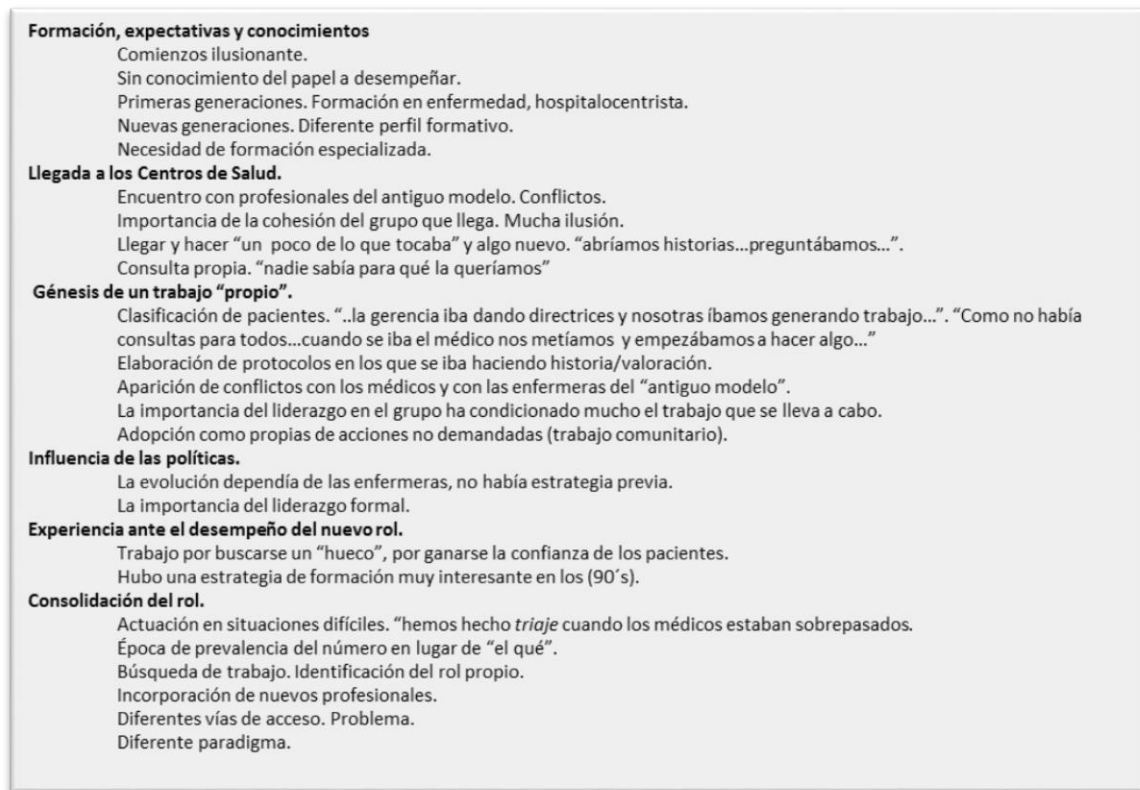 Formación, expectativas y conocimientos
Comienzos ilusionante.
Sin conocimiento del papel a desempeñar.
Primeras generaciones. Formación en enfermedad, hospitalocentrista.
Nuevas generaciones. Diferente perfil formativo.
Necesidad de formación especializada.
Llegada a los Centros de Salud.
Encuentro con profesionales del antiguo modelo. Conflictos.
Importancia de la cohesión del grupo que llega. Mucha ilusión.
Llegar y hacer “un poco de lo que tocaba” y algo nuevo. “abríamos historias...preguntábamos...”.
Consulta propia. “nadie sabía para qué la queríamos”
Génesis de un trabajo “propio”.
Clasificación de pacientes. “..la gerencia iba dando directrices y nosotras íbamos generando trabajo...”. “Como no había
consultas para todos...cuando se iba el médico nos metíamos y empezábamos a hacer algo...”
Elaboración de protocolos en los que se iba haciendo historia/valoración.
Aparición de conflictos con los médicos y con las enfermeras del “antiguo modelo”.
La importancia del liderazgo en el grupo ha condicionado mucho el trabajo que se lleva a cabo.
Adopción como propias de acciones no demandadas (trabajo comunitario).
Influencia de las políticas.
La evolución dependía de las enfermeras, no había estrategia previa.
La importancia del liderazgo formal.
Experiencia ante el desempeño del nuevo rol.
Trabajo por buscarse un “hueco”, por ganarse la confianza de los pacientes.
Hubo una estrategia de formación muy interesante en los (90´s).
Consolidación del rol.
Actuación en situaciones difíciles. “hemos hecho triaje cuando los médicos estaban sobrepasados.
Época de prevalencia del número en lugar de “el qué”.
Búsqueda de trabajo. Identificación del rol propio.
Incorporación de nuevos profesionales.
Diferentes vías de acceso. Problema.
Diferente paradigma.